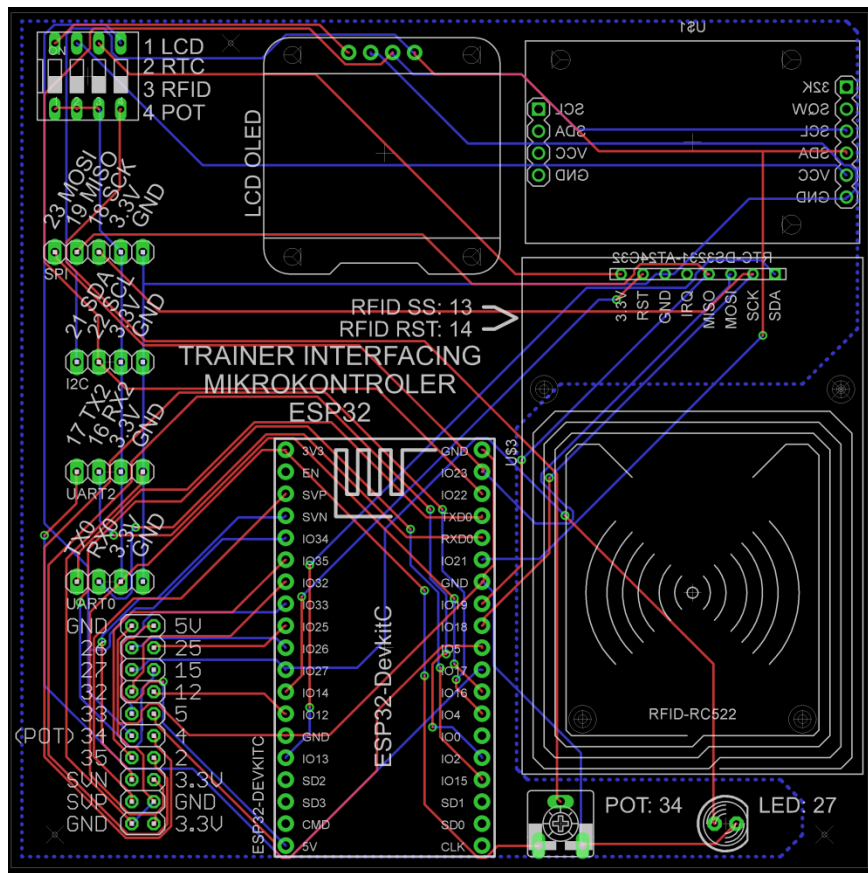 ON
1 LCD
2 RTC
3 RFID
4 POT
LCD OLED
U$1
SCL
SDA
VCC
GND
32K
SQW
SCL
SDA
VCC
GND
RTC-DS3231-AT24C32
23 MOSI
19 MISO
18 SCK
3.3V
GND
SPI
21 SDA
22 SCL
3.3V
GND
I2C
17 TX2
16 RX2
3.3V
GND
UART2
TX0
RX0
3.3V
GND
UART0
RFID SS: 13
RFID RST: 14
3.3V
RST
GND
IRQ
MISO
MOSI
SCK
SDA
TRAINER INTERFACING
MIKROKONTROLER
ESP32
U$3
3V3 GND
EN IO23
SVP IO22
SVN TXD0
IO34 RXD0
IO35 IO21
IO32 GND
IO33 IO19
IO25 IO18
IO26 IO5
IO27 IO17
IO14 IO16
IO12 IO4
GND IO0
IO13 IO2
SD2 IO15
SD3 SD1
CMD SD0
5V CLK
ESP32-DevkitC
ESP32-DEVKITC
GND 5V
26 25
27 15
32 12
33 5
(POT) 34 4
35 2
SVN 3.3V
SVP GND
GND 3.3V
RFID-RC522
POT: 34
LED: 27